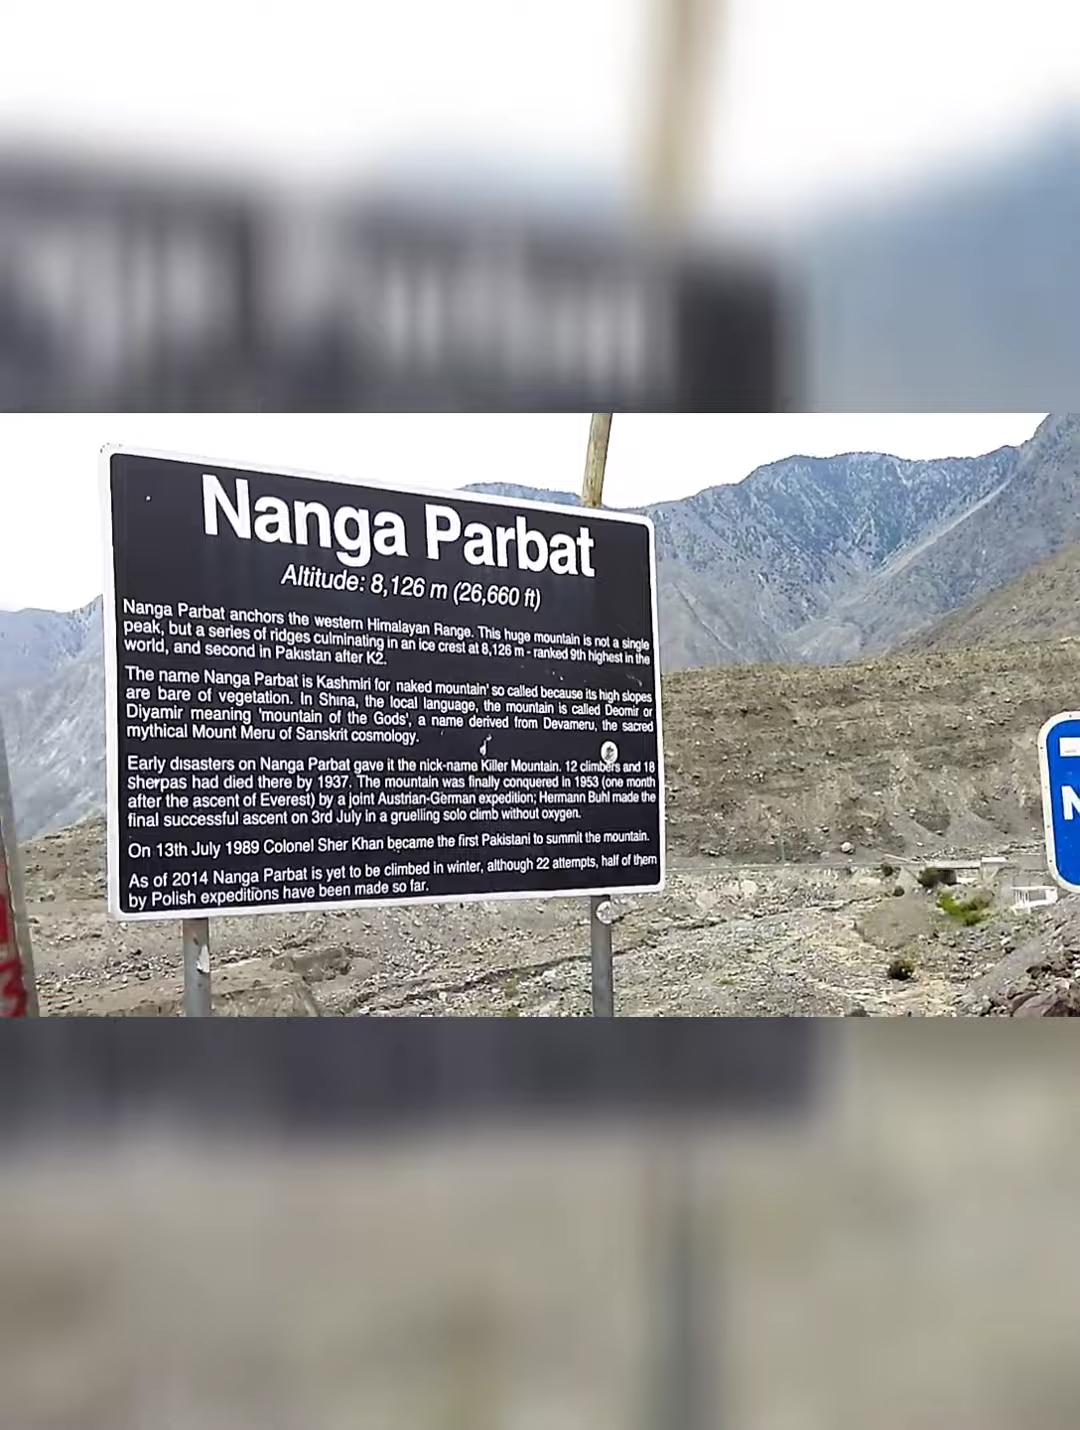 Nanga Parbat
Altitude: 8,126 m (26,660 ft)
Nanga Parbat anchors the western Himalayan Range. This huge mountain is not a single
peak, but a series of ridges culminating in an ice crest at 8,126 m - ranked 9th highest in the
world, and second in Pakistan after K2.
The name Nanga Parbat is Kashmiri for naked mountain' so called because its high slopes
are bare of vegetation. In Shina, the local language, the mountain is called Deomir or
Diyamir meaning 'mountain of the Gods', a name derived from Devameru, the sacred
mythical Mount Meru of Sanskrit cosmology.
Early disasters on Nanga Parbat gave it the nick-name Killer Mountain. 12 climbers and 18
sherpas had died there by 1937. The mountain was finally conquered in 1953 (one month
after the ascent of Everest) by a joint Austrian-German expedition; Hermann Buhl made the
final successful ascent on 3rd July in a gruelling solo climb without oxygen.
On 13th July 1989 Colonel Sher Khan became the first Pakistani to summit the mountain.
As of 2014 Nanga Parbat is yet to be climbed in winter, although 22 attempts, half of them
by Polish expeditions have been made so far.
N